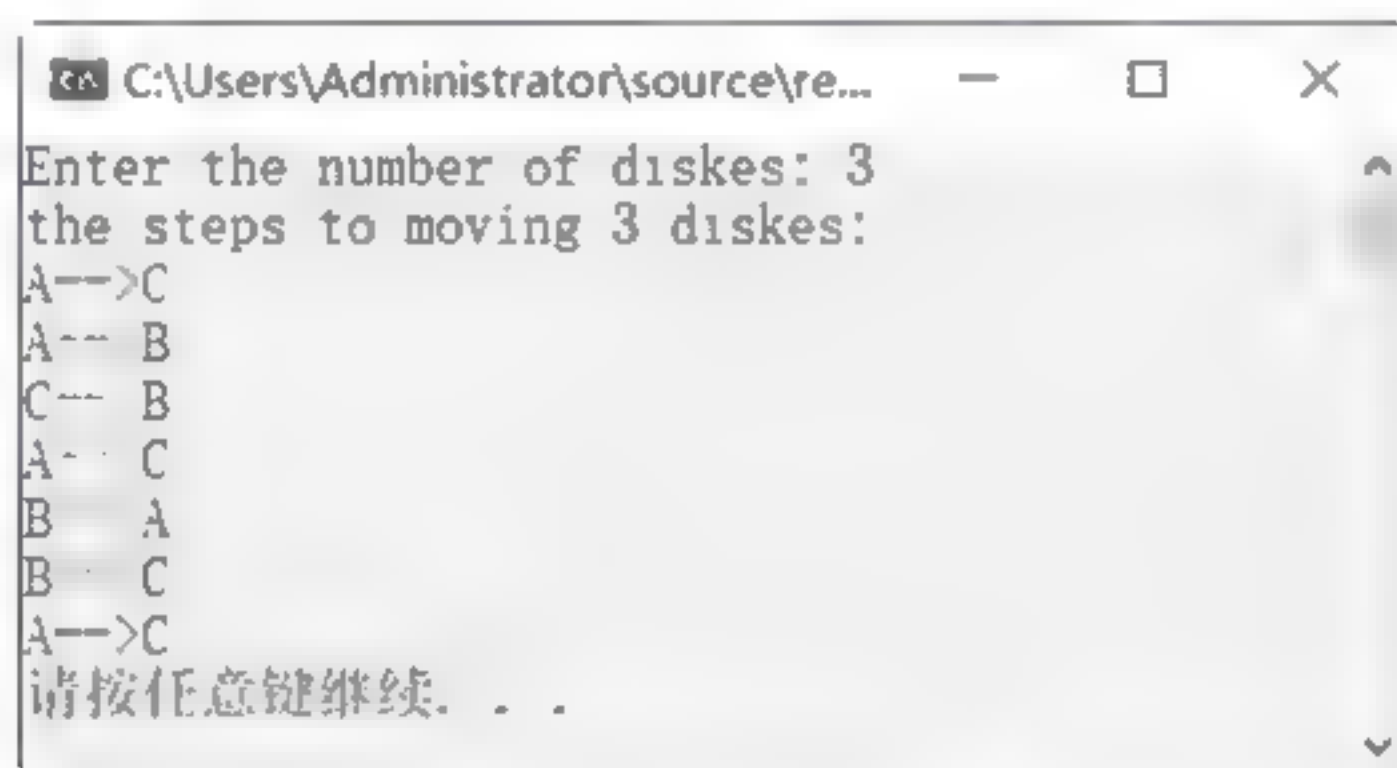 C:\Users\Administrator\source\re...
Enter the number of diskes: 3
the steps to moving 3 diskes:
A-->C
A-- B
C-- B
A-- C
B A
B C
A-->C
请按任意键继续. . .